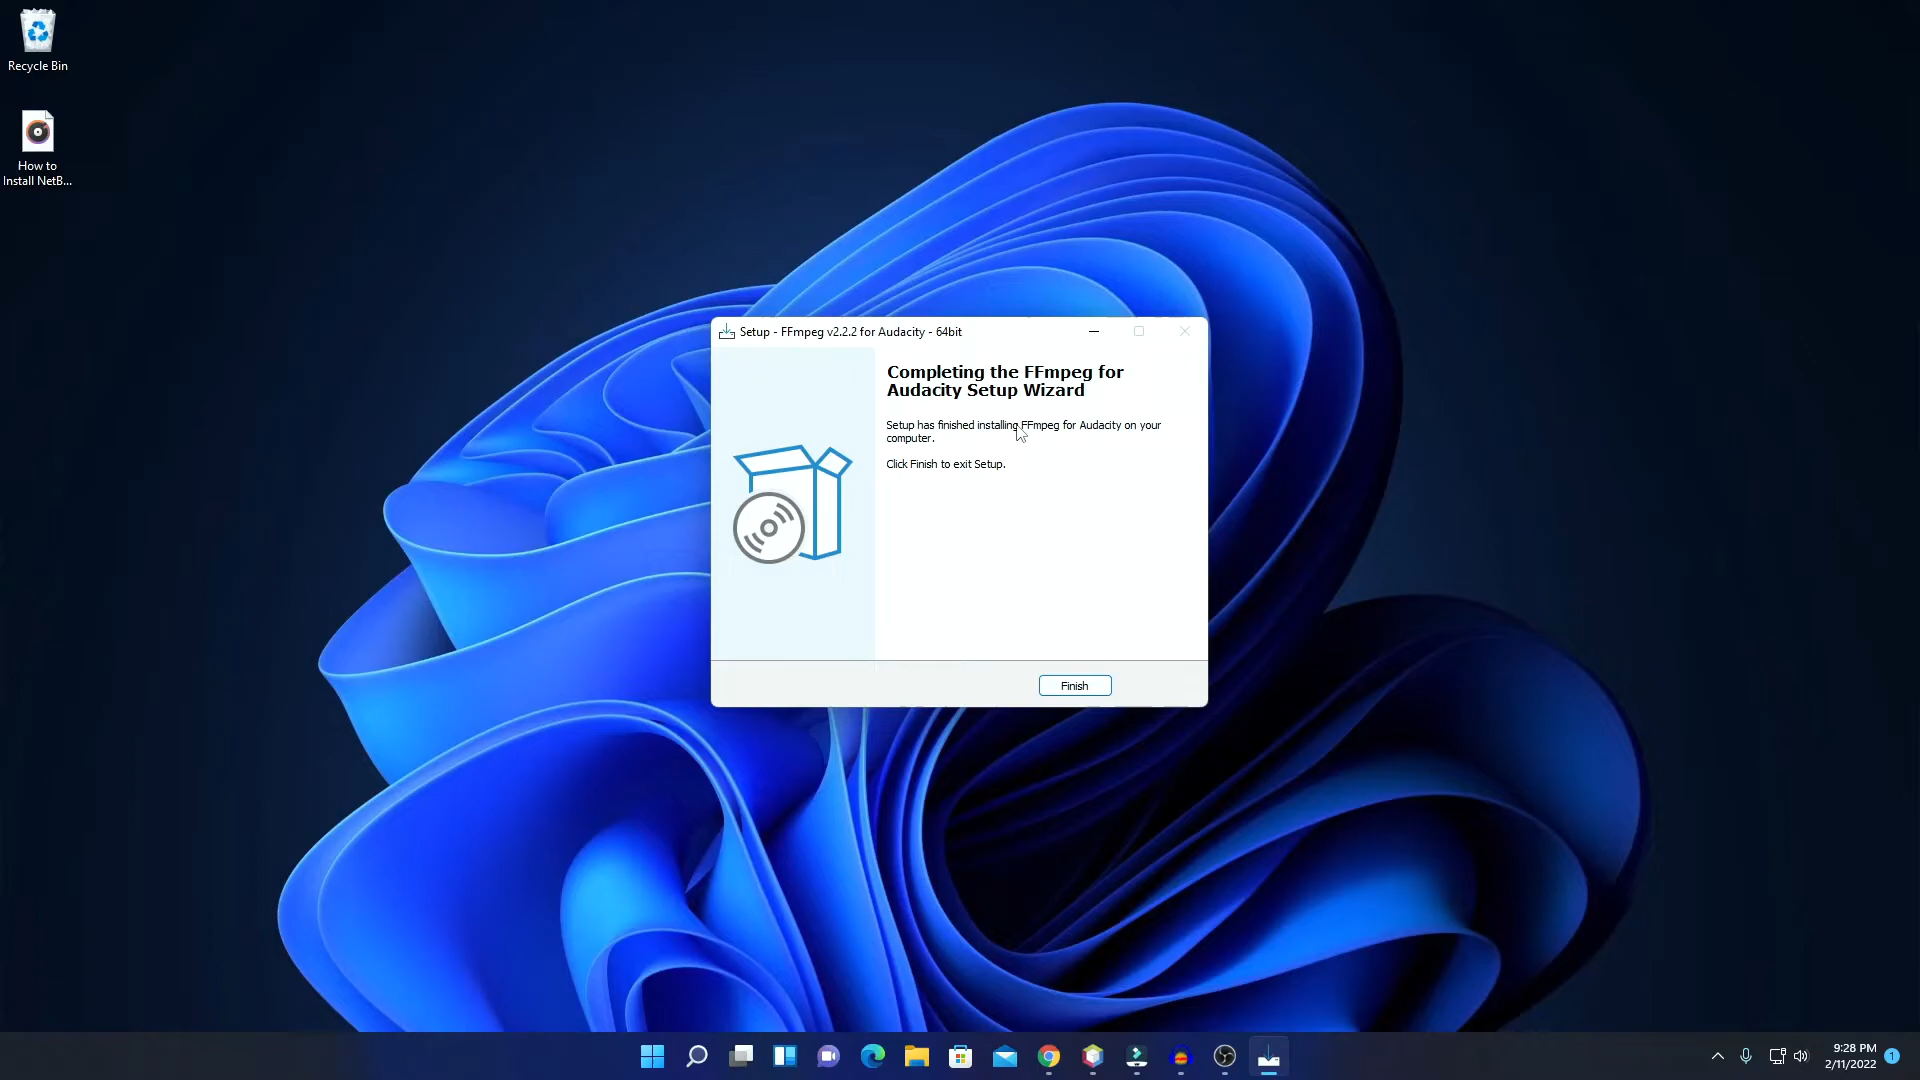 Recycle Bin
How to
Install NetB...
Setup - FFmpeg v2.2.2 for Audacity - 64bit
Completing the FFmpeg for
Audacity Setup Wizard
Setup has finished installing FFmpeg for Audacity on your
computer.
Click Finish to exit Setup.
Finish
9:28 PM
2/11/2022
1